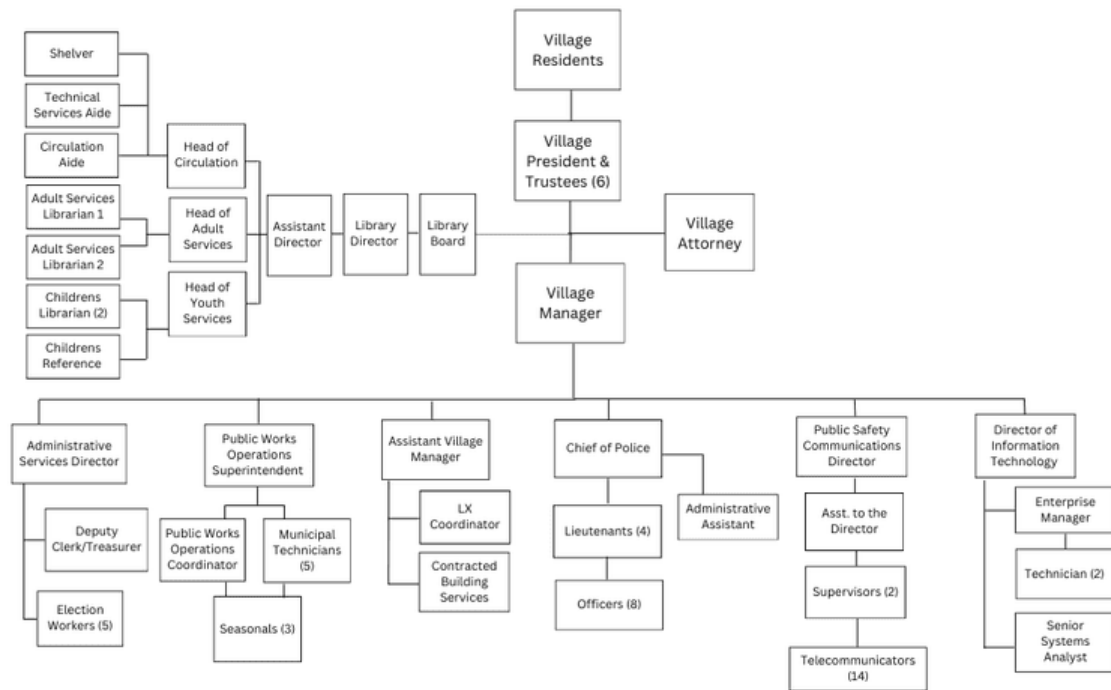 Village
Residents
Village
President &
Trustees (6)
Village
Attorney
Village
Manager
Library
Board
Library
Director
Assistant
Director
Head of
Circulation
Shelver
Technical
Services Aide
Circulation
Aide
Head of
Adult
Services
Adult Services
Librarian 1
Adult Services
Librarian 2
Head of
Youth
Services
Childrens
Librarian (2)
Childrens
Reference
Administrative
Services Director
Deputy
Clerk/Treasurer
Election
Workers (5)
Public Works
Operations
Superintendent
Public Works
Operations
Coordinator
Municipal
Technicians
(5)
Seasonals (3)
Assistant Village
Manager
LX
Coordinator
Contracted
Building
Services
Chief of Police
Administrative
Assistant
Lieutenants (4)
Officers (8)
Public Safety
Communications
Director
Asst. to the
Director
Supervisors (2)
Telecommunicators
(14)
Director of
Information
Technology
Enterprise
Manager
Technician (2)
Senior
Systems
Analyst